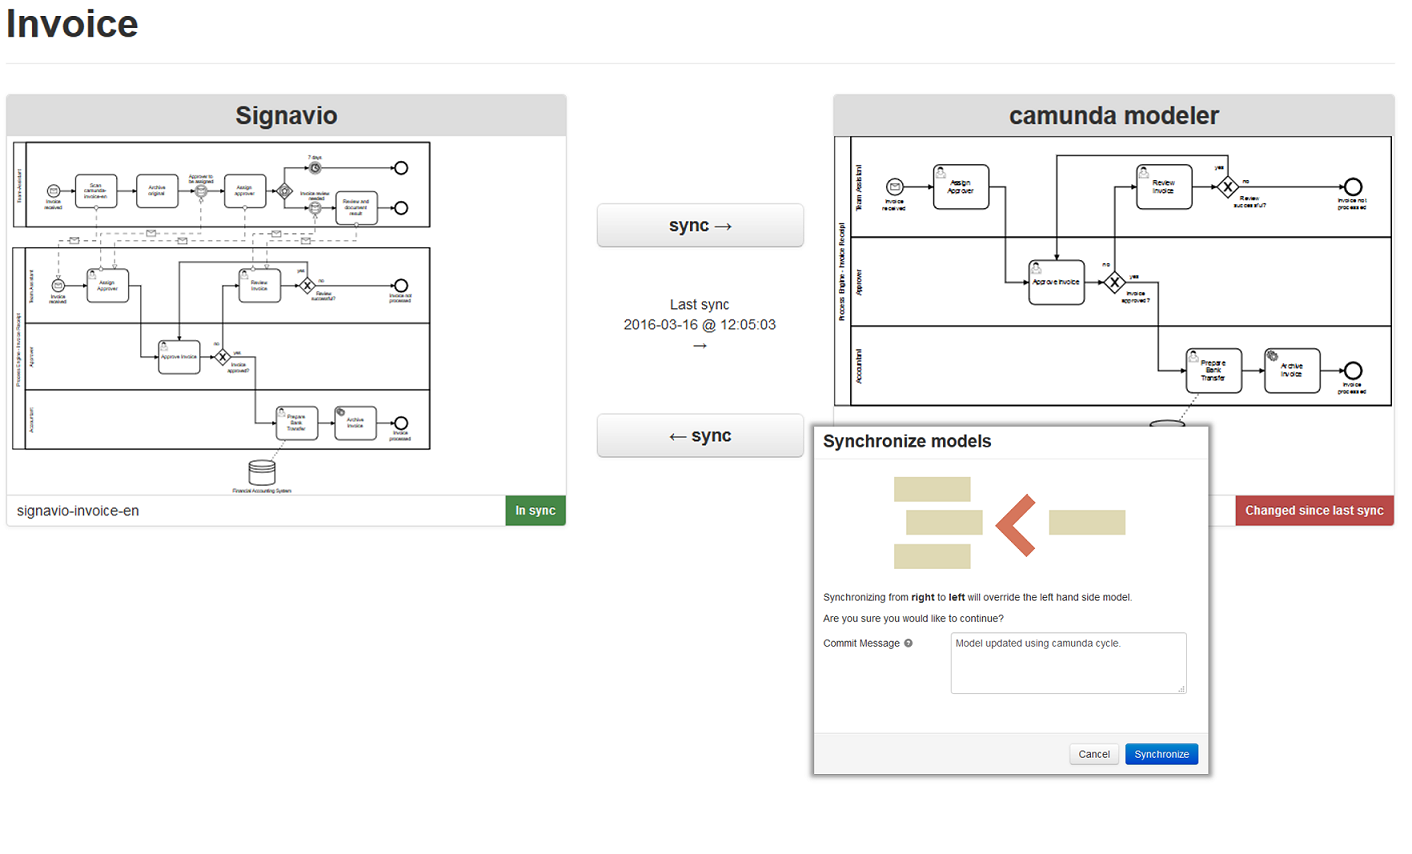 Invoice
Signavio
7 days
Scan
camunda-
invoice-en
Archive
original
Approver to
be assigned
Assign
approver
Invoice review
needed
Review and
document
result
Invoice
received
Team-Assistant
Process Engine - Invoice Receipt
Team Assistant
Approver
Accountant
Invoice
received
Assign
Approver
Review
Invoice
yes
no
Review
successful?
Invoice not
processed
Approve Invoice
no
yes
Invoice
approved?
Prepare
Bank
Transfer
Archive
Invoice
Invoice
processed
Financial Accounting System
signavio-invoice-en
In sync
sync →
Last sync
2016-03-16 @ 12:05:03
→
← sync
camunda modeler
Process Engine - Invoice Receipt
Team Assistant
Approver
Accountant
Invoice
received
Assign
Approver
Review
Invoice
yes
no
Review
successful?
Invoice not
processed
Approve Invoice
no
yes
Invoice
approved?
Prepare
Bank
Transfer
Archive
Invoice
Invoice
processed
Changed since last sync
Synchronize models
Synchronizing from right to left will override the left hand side model.
Are you sure you would like to continue?
Commit Message ?
Model updated using camunda cycle.
Cancel
Synchronize